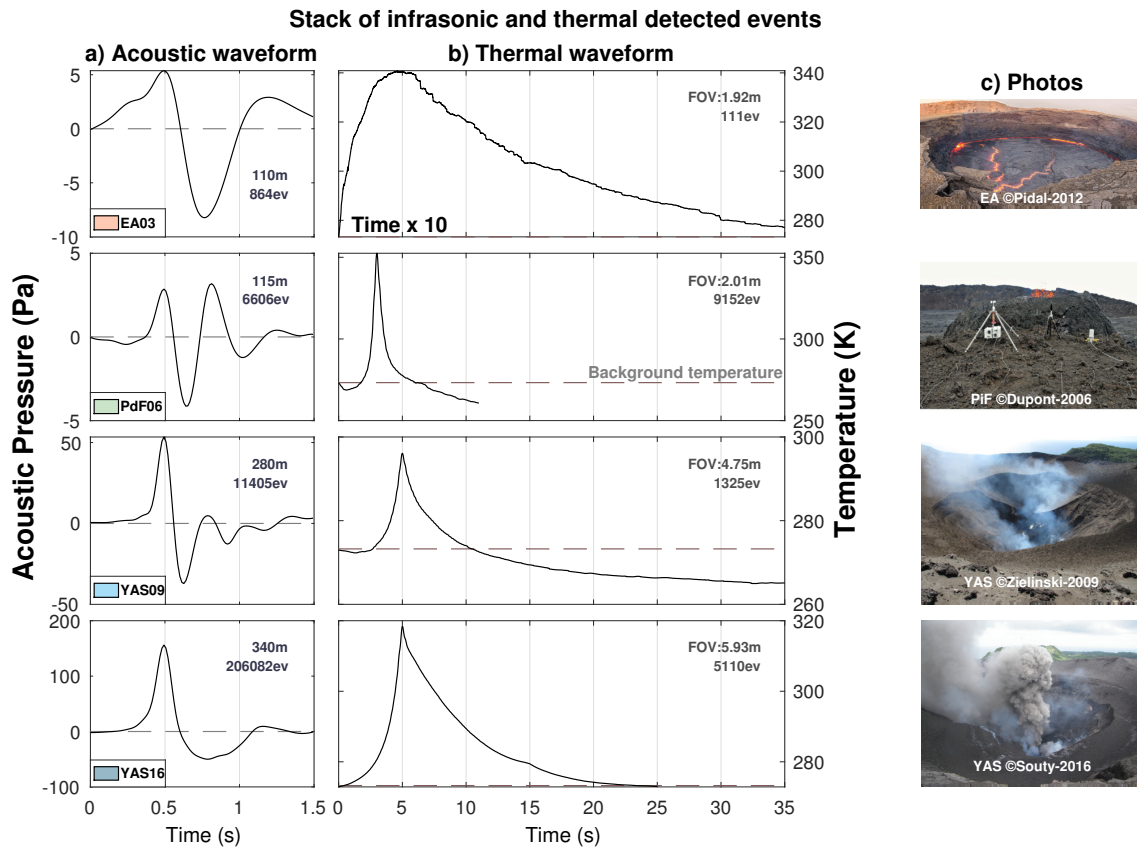 Stack of infrasonic and thermal detected events
a) Acoustic waveform
b) Thermal waveform
c) Photos
Acoustic Pressure (Pa)
Temperature (K)
5
0
-5
-10
110m
864ev
EA03
FOV:1.92m
111ev
Time x 10
340
320
300
280
EA ©Pidal-2012
5
0
-5
115m
6606ev
PdF06
FOV:2.01m
9152ev
Background temperature
350
300
250
PiF ©Dupont-2006
50
0
-50
280m
11405ev
YAS09
FOV:4.75m
1325ev
300
280
260
YAS ©Zielinski-2009
200
100
0
-100
340m
206082ev
YAS16
FOV:5.93m
5110ev
320
300
280
YAS ©Souty-2016
0 0.5 1 1.5
Time (s)
0 5 10 15 20 25 30 35
Time (s)